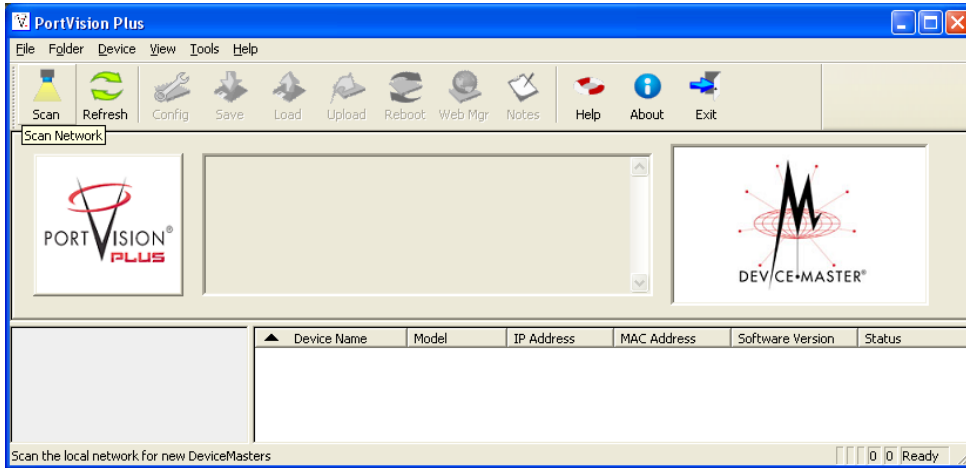 PortVision Plus
File Folder Device View Tools Help
Scan Refresh Config Save Load Upload Reboot Web Mgr Notes Help About Exit
Scan Network
PORTVISION®
PLUS
DEVICE•MASTER®
Device Name Model IP Address MAC Address Software Version Status
Scan the local network for new DeviceMasters 0 0 Ready